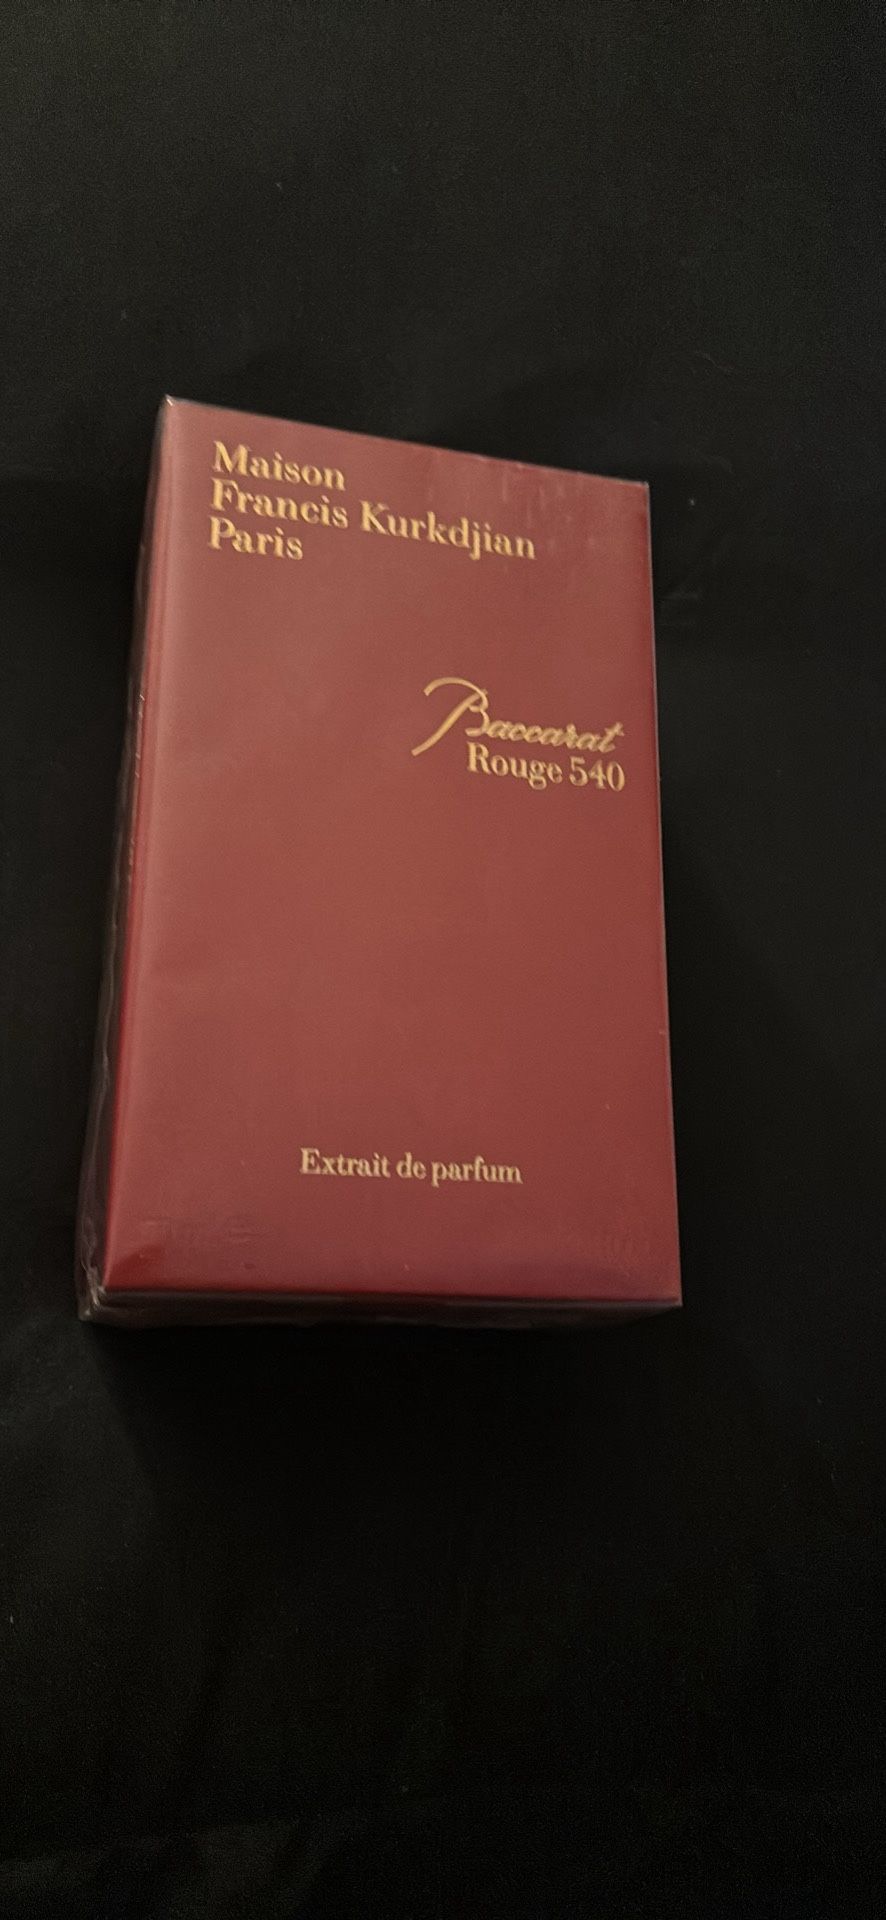 Maison
Francis Kurkdjian
Paris
Baccarat
Rouge 540
Extrait de parfum